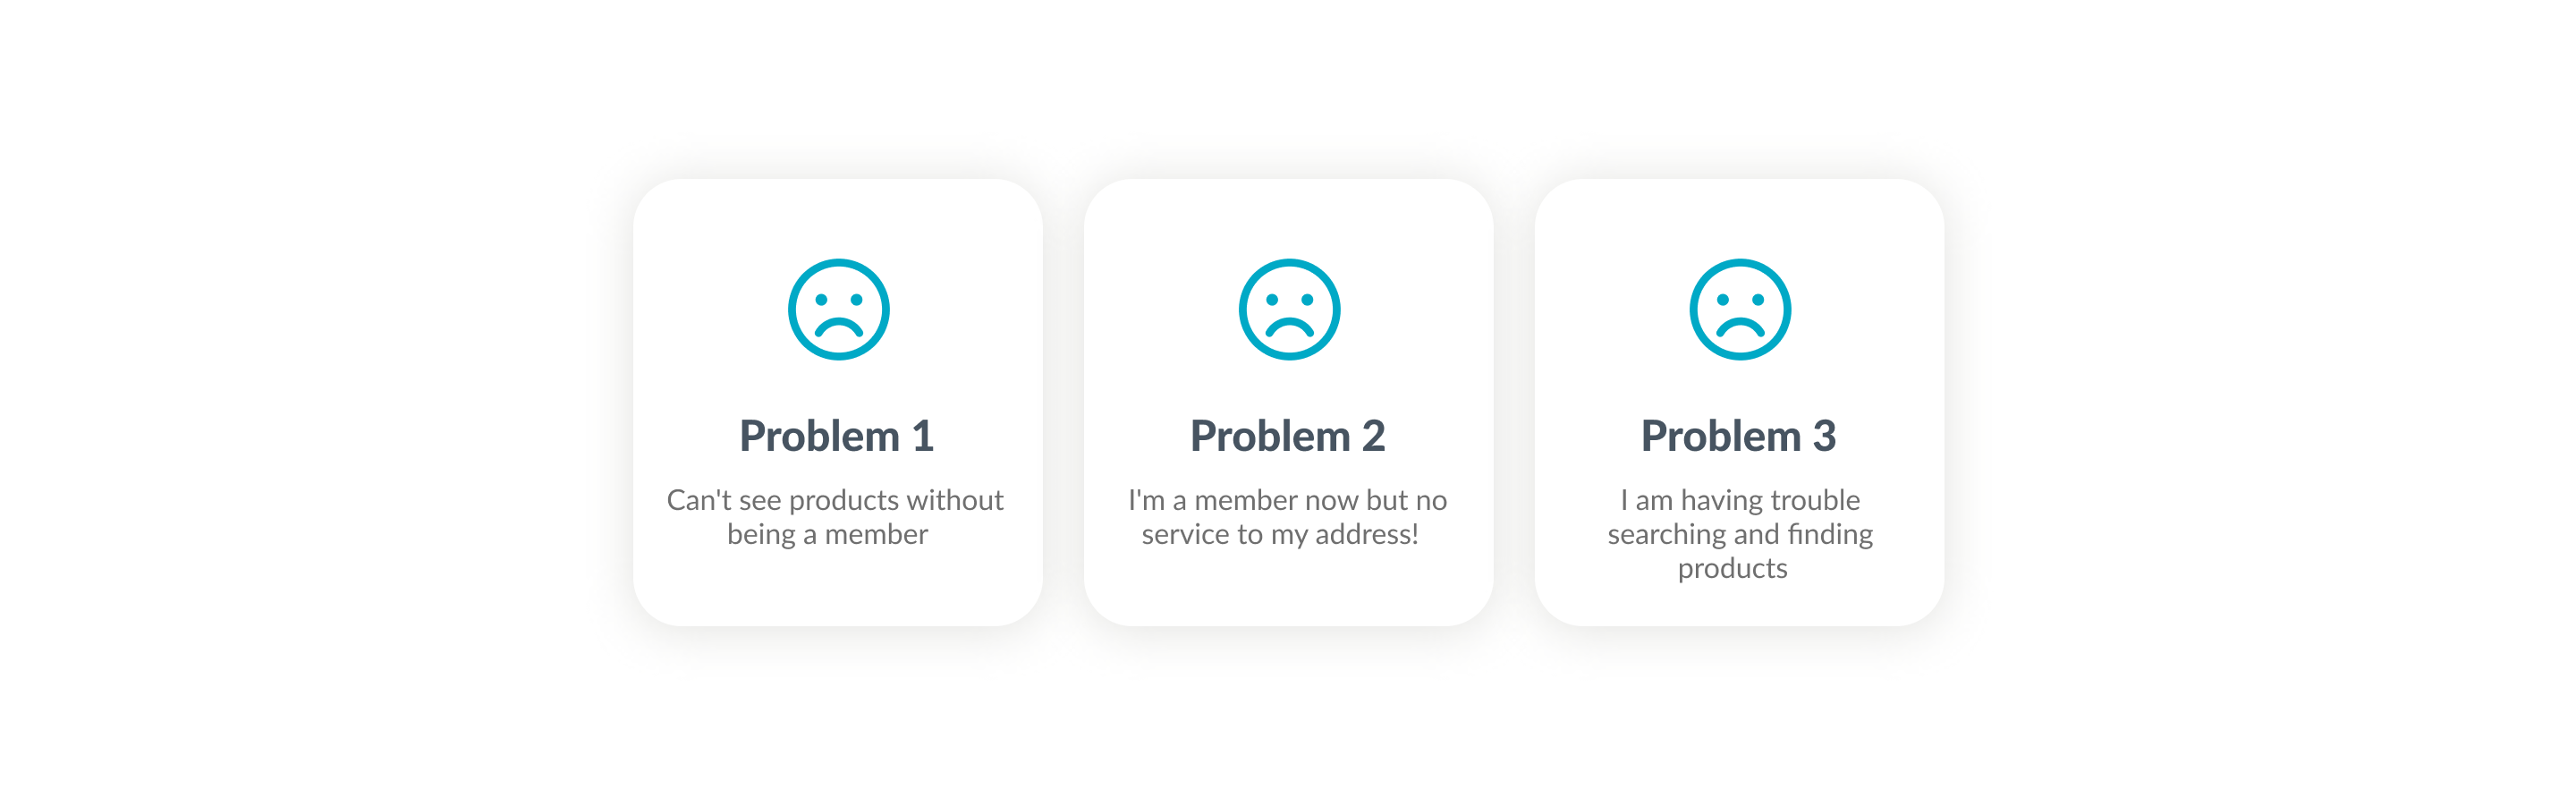 Problem 1
Can't see products without
being a member
Problem 2
I'm a member now but no
service to my address!
Problem 3
I am having trouble
searching and finding
products